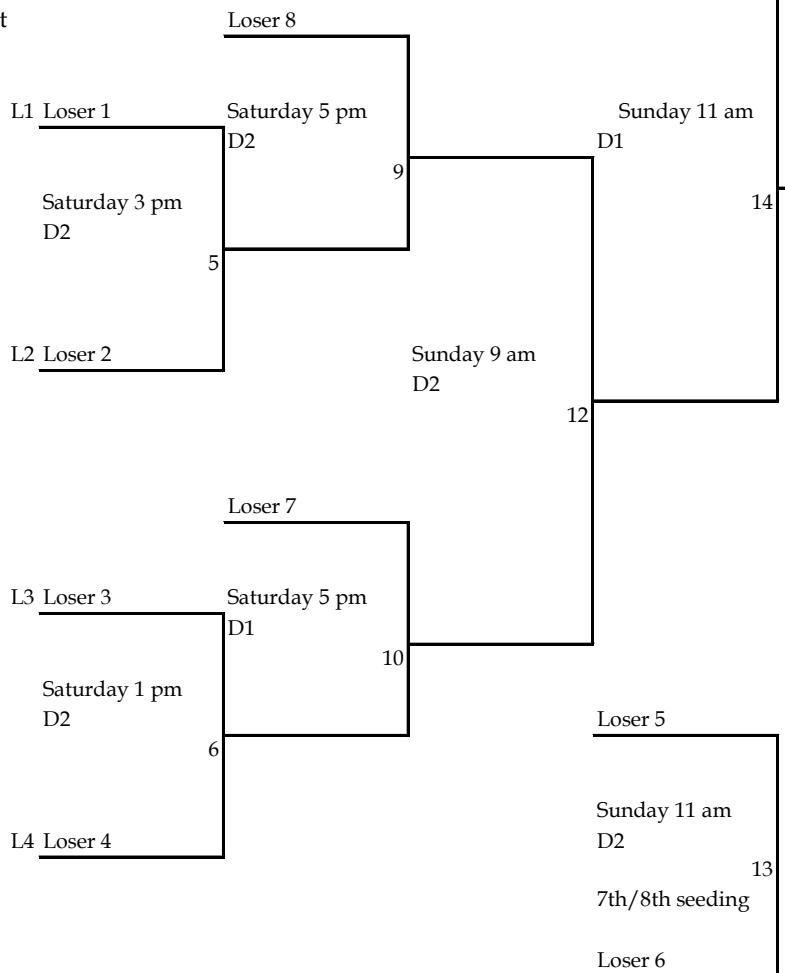 t
Loser 8
L1 Loser 1
Saturday 5 pm
D2
Sunday 11 am
D1
9
Saturday 3 pm
D2
14
5
L2 Loser 2
Sunday 9 am
D2
12
Loser 7
L3 Loser 3
Saturday 5 pm
D1
10
Saturday 1 pm
D2
Loser 5
6
Sunday 11 am
D2
L4 Loser 4
13
7th/8th seeding
Loser 6